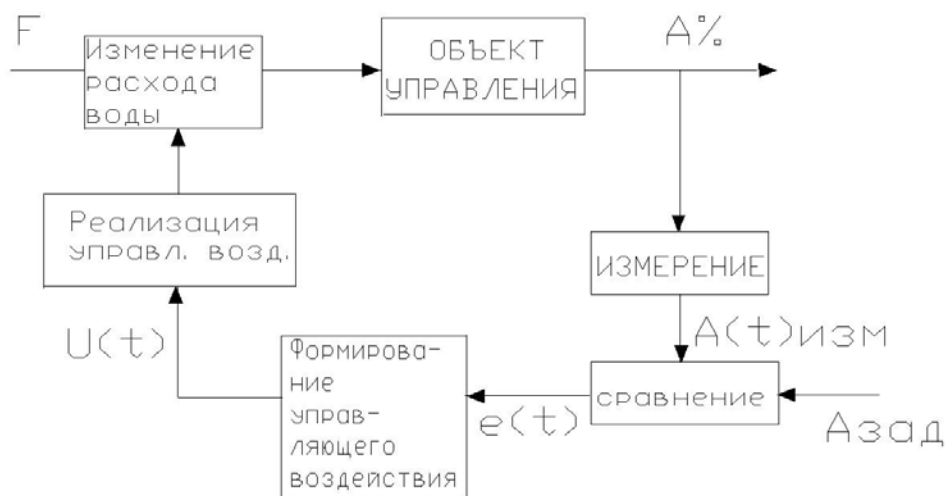 F
Изменение
расхода
воды
ОБЪЕКТ
УПРАВЛЕНИЯ
A%
Реализация
управл. возд.
ИЗМЕРЕНИЕ
U(t)
A(t)изм
Формирова-
ние
управ-
ляющего
воздействия
e(t)
сравнение
Aзад